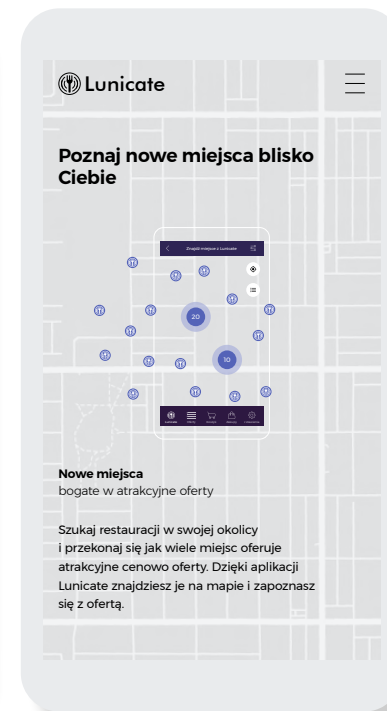 Lunicate
Poznaj nowe miejsca blisko
Ciebie
Znajdź miejsce z Lunicate
20
10
Nowe miejsca
bogate w atrakcyjne oferty
Szukaj restauracji w swojej okolicy
i przekonaj się jak wiele miejsc oferuje
atrakcyjne cenowo oferty. Dzięki aplikacji
Lunicate znajdziesz je na mapie i zapoznasz
się z ofertą.